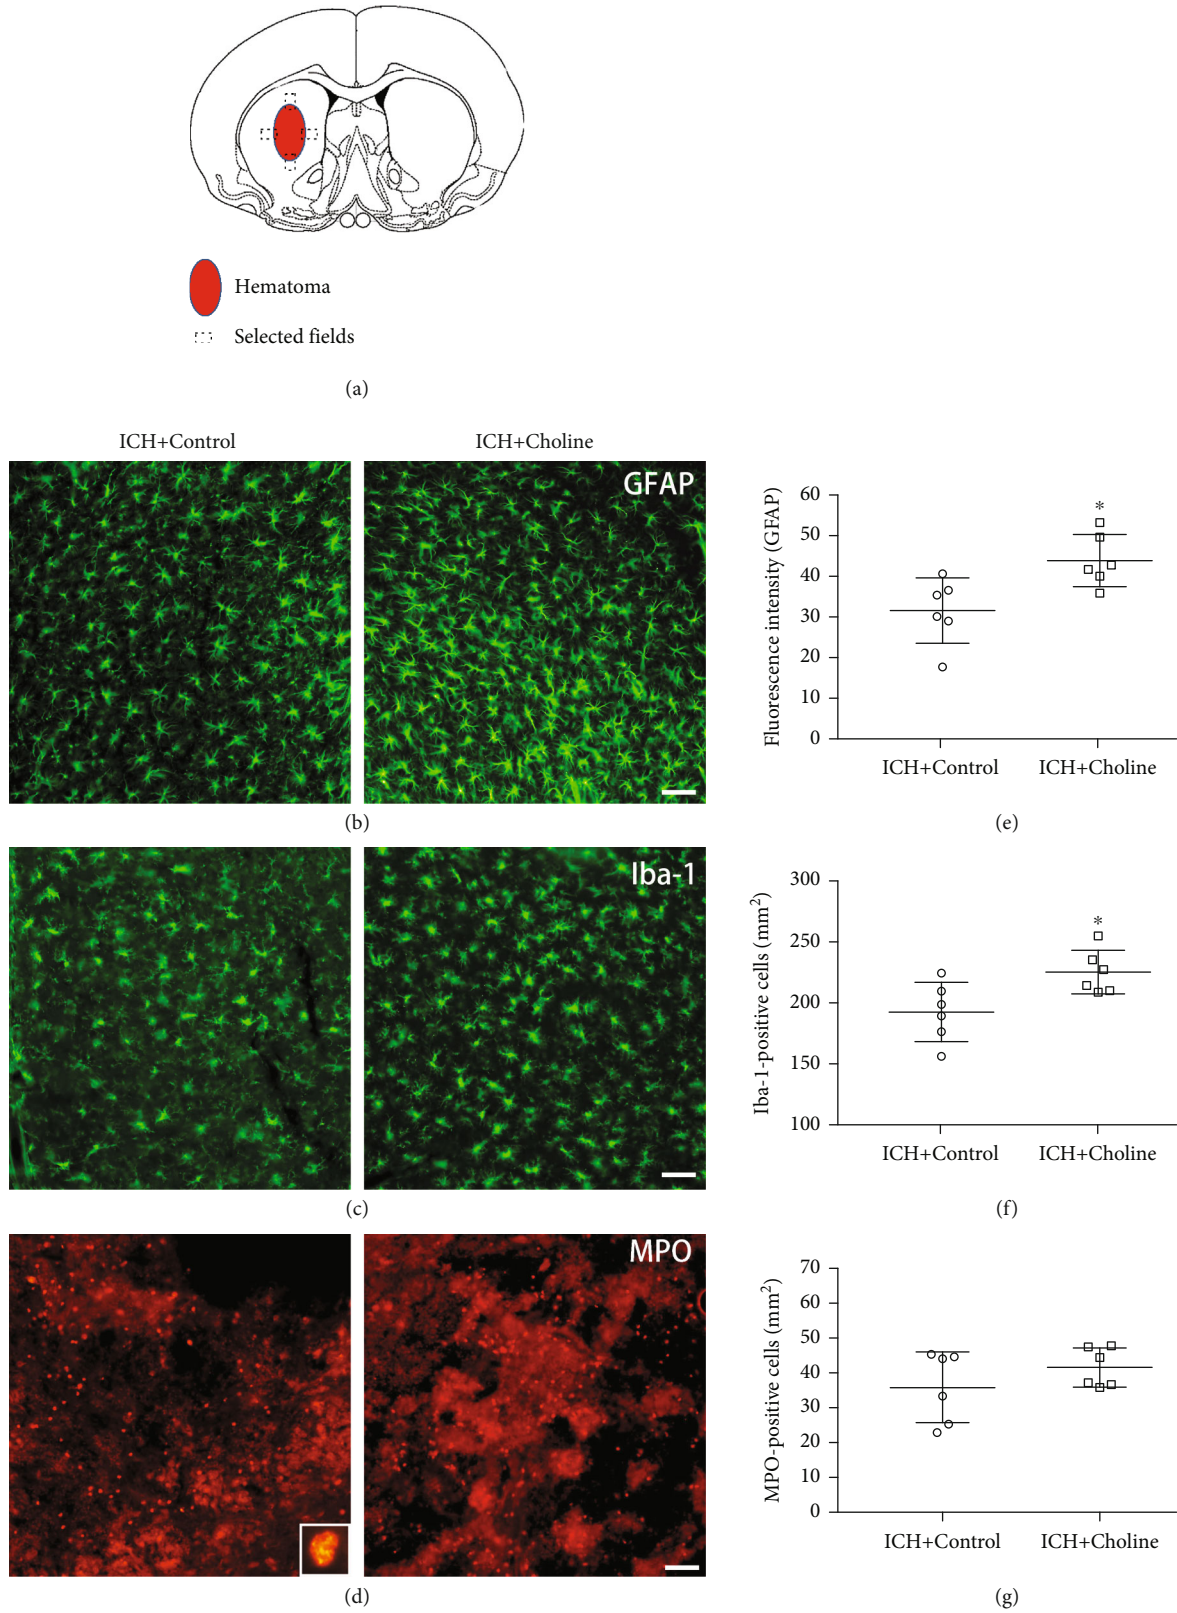 Hematoma
Selected fields
(a)
ICH+Control
ICH+Choline
GFAP
(b)
Fluorescence intensity (GFAP)
60
50
40
30
20
10
0
*
ICH+Control
ICH+Choline
(e)
Iba-1
(c)
Iba-1-positive cells (mm²)
300
250
200
150
100
*
ICH+Control
ICH+Choline
(f)
MPO
(d)
MPO-positive cells (mm²)
70
60
50
40
30
20
10
0
ICH+Control
ICH+Choline
(g)